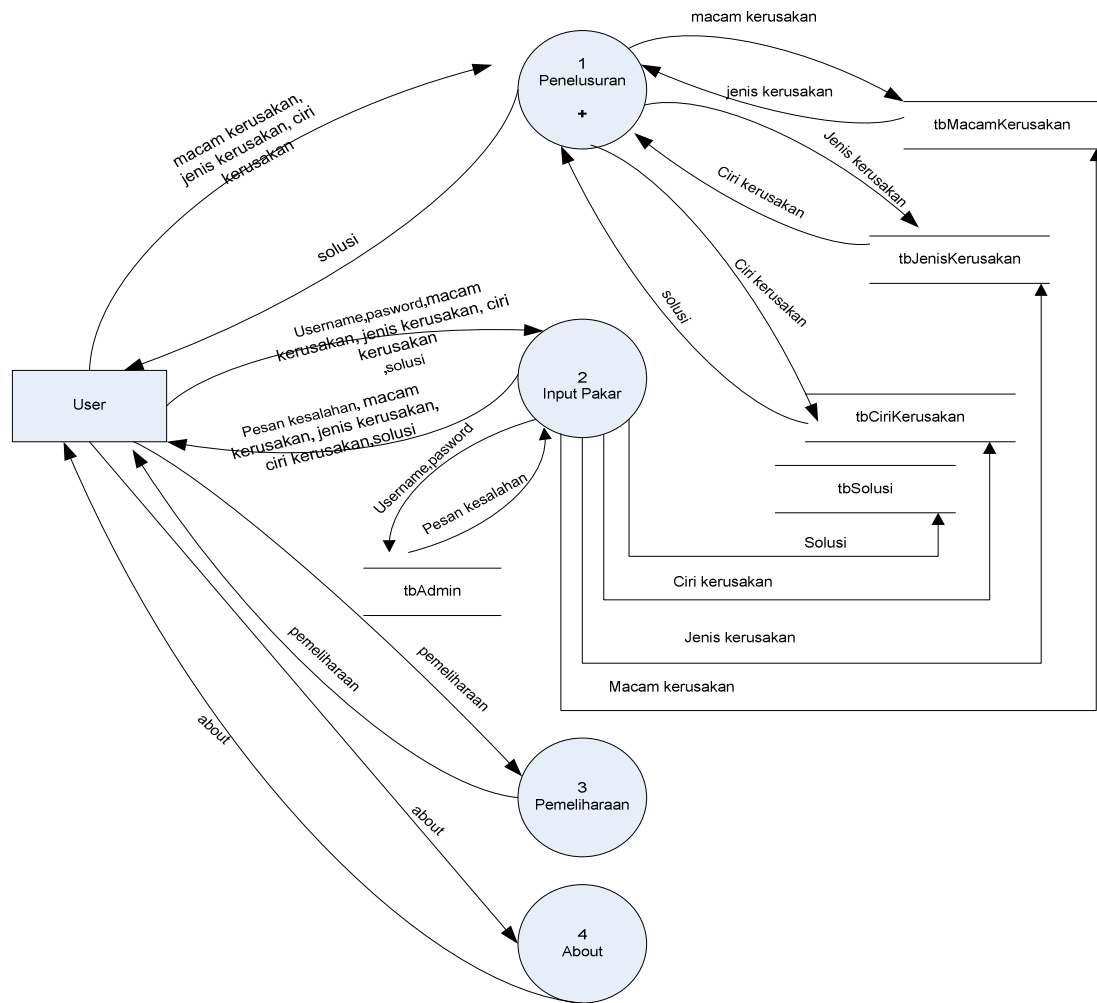 macam kerusakan
1
Penelusuran
+
jenis kerusakan
tbMacamKerusakan
macam kerusakan,
jenis kerusakan, ciri
kerusakan
Jenis kerusakan
Ciri kerusakan
tbJenisKerusakan
solusi
Ciri kerusakan
solusi
Username,pasword,macam
kerusakan, jenis kerusakan, ciri
kerusakan
,solusi
2
Input Pakar
User
tbCiriKerusakan
Pesan kesalahan, macam
kerusakan, jenis kerusakan,
ciri kerusakan,solusi
Username,pasword
Pesan kesalahan
tbSolusi
Solusi
tbAdmin
Ciri kerusakan
Jenis kerusakan
Macam kerusakan
pemeliharaan
pemeliharaan
about
3
Pemeliharaan
about
4
About